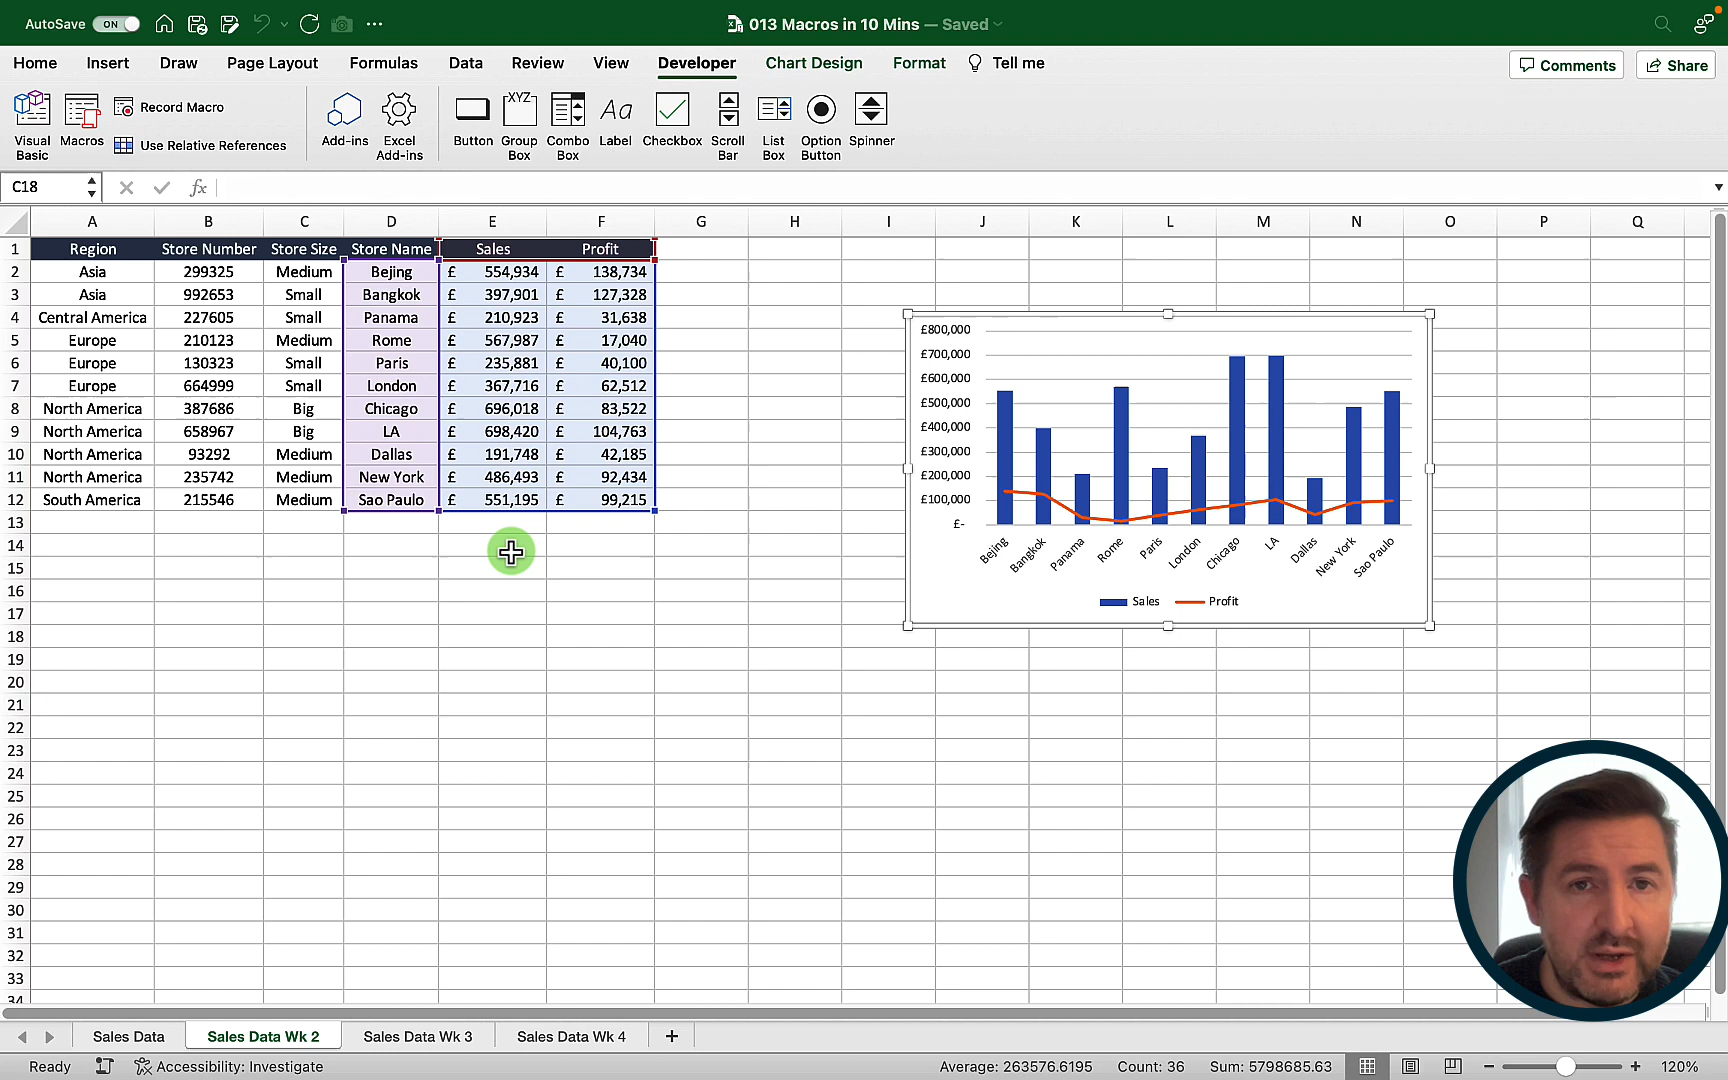 AutoSave ON 013 Macros in 10 Mins — Saved
Home Insert Draw Page Layout Formulas Data Review View Developer Chart Design Format Tell me Comments Share
Visual Basic
Macros
Record Macro
Use Relative References
Add-ins
Excel Add-ins
Button
XYZ
Group Box
Combo Box
Aa
Label
Checkbox
Scroll Bar
List Box
Option Button
Spinner
C18 fx
A B C D E F G H I J K L M N O P Q
1 Region Store Number Store Size Store Name Sales Profit
2 Asia 299325 Medium Bejing £ 554,934 £ 138,734
3 Asia 992653 Small Bangkok £ 397,901 £ 127,328
4 Central America 227605 Small Panama £ 210,923 £ 31,638
5 Europe 210123 Medium Rome £ 567,987 £ 17,040
6 Europe 130323 Small Paris £ 235,881 £ 40,100
7 Europe 664999 Small London £ 367,716 £ 62,512
8 North America 387686 Big Chicago £ 696,018 £ 83,522
9 North America 658967 Big LA £ 698,420 £ 104,763
10 North America 93292 Medium Dallas £ 191,748 £ 42,185
11 North America 235742 Medium New York £ 486,493 £ 92,434
12 South America 215546 Medium Sao Paulo £ 551,195 £ 99,215
13
14
15
16
17
18
19
20
21
22
23
24
25
26
27
28
29
30
31
32
33
34
£800,000
£700,000
£600,000
£500,000
£400,000
£300,000
£200,000
£100,000
£-
Bejing Bangkok Panama Rome Paris London Chicago LA Dallas New York Sao Paulo
Sales Profit
Sales Data Sales Data Wk 2 Sales Data Wk 3 Sales Data Wk 4 +
Ready Accessibility: Investigate Average: 263576.6195 Count: 36 Sum: 5798685.63 120%